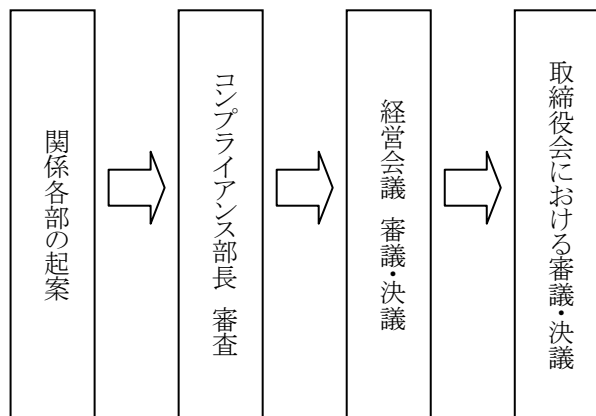 関係各部の起案
コンプライアンス部長 審査
経営会議 審議・決議
取締役会における審議・決議